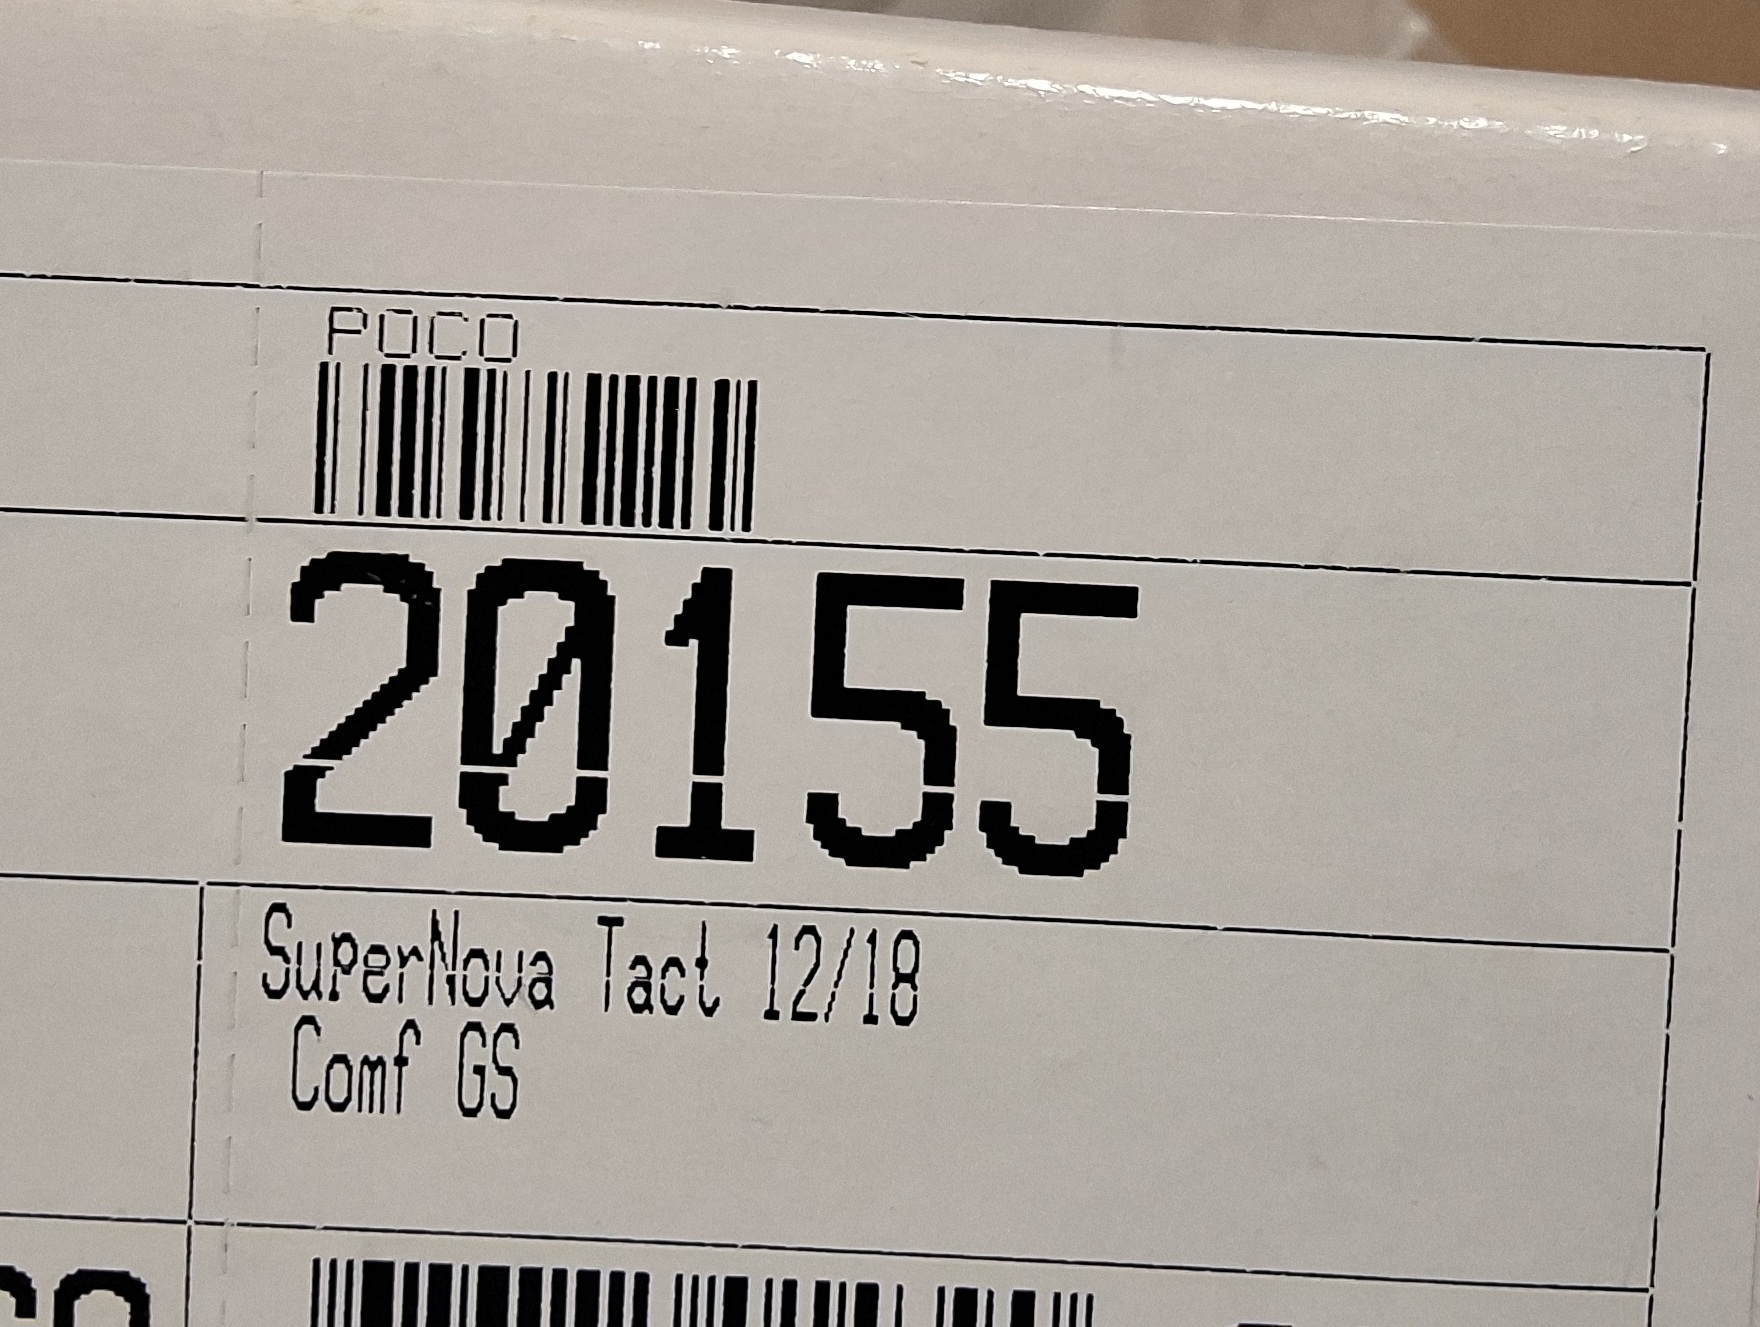 POCO
20155
SuperNova Tact 12/18
Comf GS